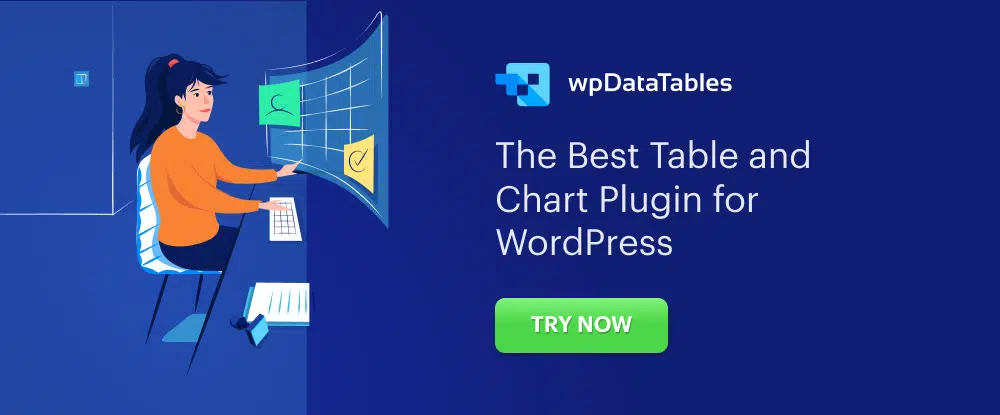 wpDataTables
The Best Table and
Chart Plugin for
WordPress
TRY NOW